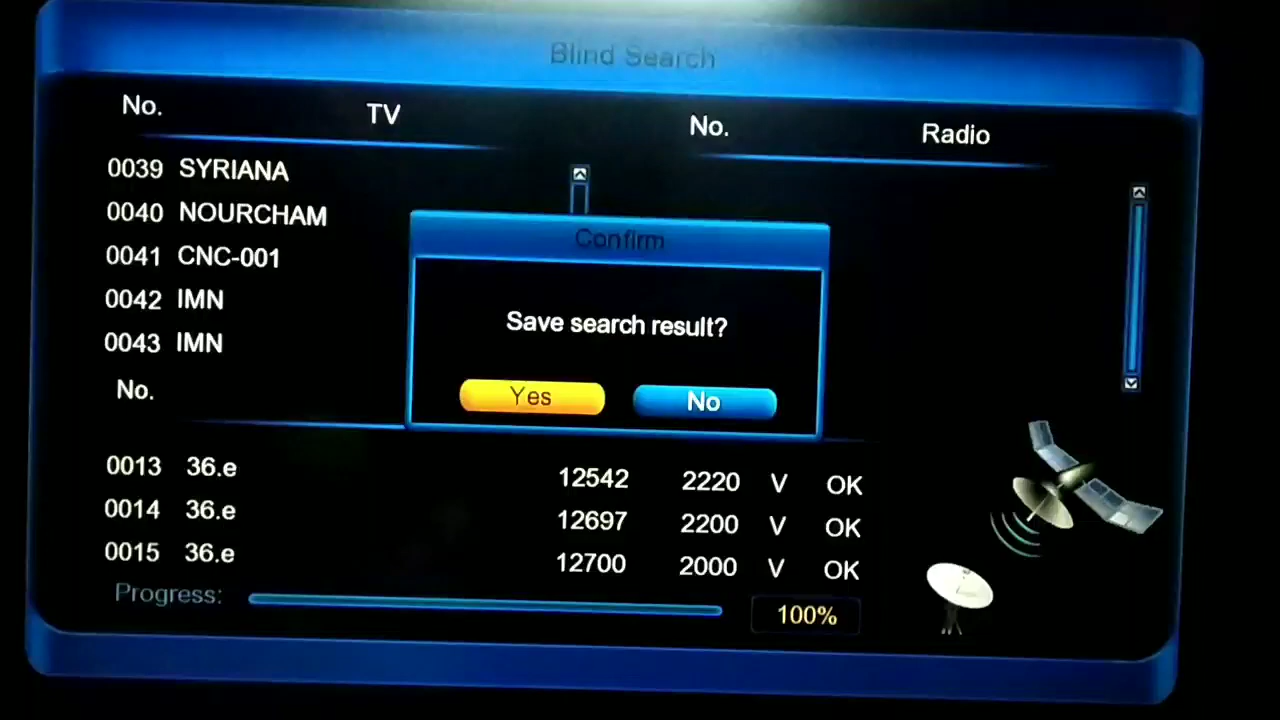 Blind Search
No. TV No. Radio
0039 SYRIANA
0040 NOURCHAM
0041 CNC-001
0042 IMN
0043 IMN
Confirm
Save search result?
Yes No
No.
0013 36.e 12542 2220 V OK
0014 36.e 12697 2200 V OK
0015 36.e 12700 2000 V OK
Progress: 100%